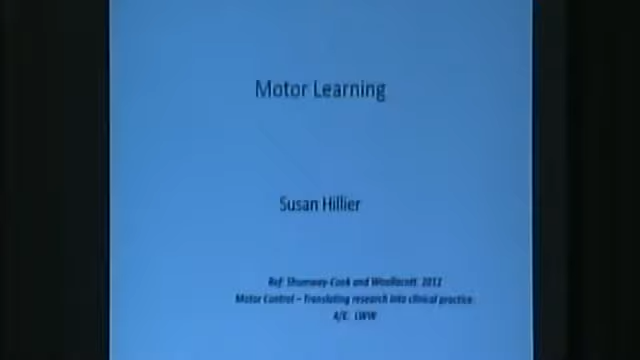 Motor Learning
Susan Hillier
Ref: Shumway-Cook and Woollacott 2012
Motor Control – Translating research into clinical practice
4/E. LWW